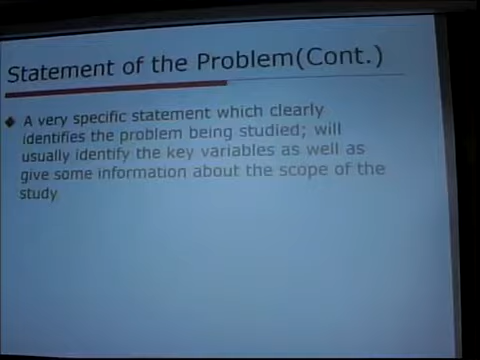 Statement of the Problem(Cont.)
A very specific statement which clearly
identifies the problem being studied; will
usually identify the key variables as well as
give some information about the scope of the
study